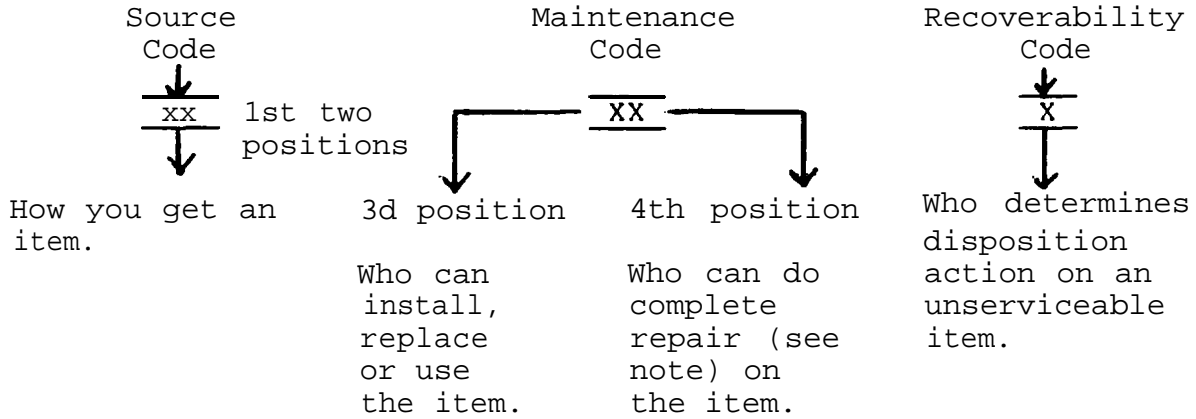 Source
Code
xx
1st two
positions
How you get an
item.
Maintenance
Code
XX
3d position
Who can
install,
replace
or use
the item.
4th position
Who can do
complete
repair (see
note) on
the item.
Recoverability
Code
X
Who determines
disposition
action on an
unserviceable
item.